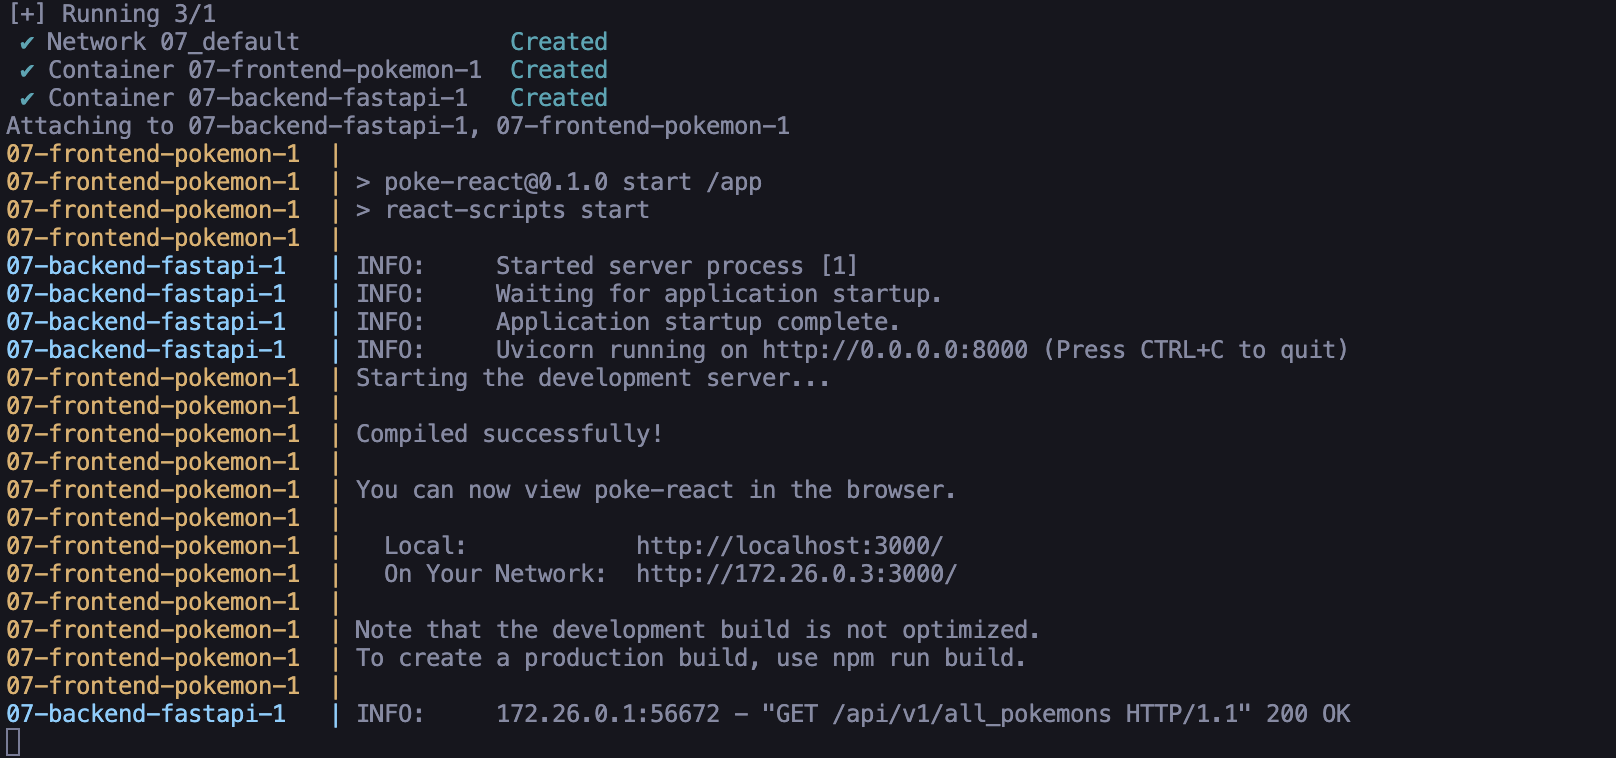 [+] Running 3/1
✔ Network 07_default                Created
✔ Container 07-frontend-pokemon-1  Created
✔ Container 07-backend-fastapi-1   Created
Attaching to 07-backend-fastapi-1, 07-frontend-pokemon-1
07-frontend-pokemon-1  |
07-frontend-pokemon-1  | > poke-react@0.1.0 start /app
07-frontend-pokemon-1  | > react-scripts start
07-frontend-pokemon-1  |
07-backend-fastapi-1   | INFO:     Started server process [1]
07-backend-fastapi-1   | INFO:     Waiting for application startup.
07-backend-fastapi-1   | INFO:     Application startup complete.
07-backend-fastapi-1   | INFO:     Uvicorn running on http://0.0.0.0:8000 (Press CTRL+C to quit)
07-frontend-pokemon-1  | Starting the development server...
07-frontend-pokemon-1  |
07-frontend-pokemon-1  | Compiled successfully!
07-frontend-pokemon-1  |
07-frontend-pokemon-1  | You can now view poke-react in the browser.
07-frontend-pokemon-1  |
07-frontend-pokemon-1  |   Local:            http://localhost:3000/
07-frontend-pokemon-1  |   On Your Network:  http://172.26.0.3:3000/
07-frontend-pokemon-1  |
07-frontend-pokemon-1  | Note that the development build is not optimized.
07-frontend-pokemon-1  | To create a production build, use npm run build.
07-frontend-pokemon-1  |
07-backend-fastapi-1   | INFO:     172.26.0.1:56672 - "GET /api/v1/all_pokemons HTTP/1.1" 200 OK